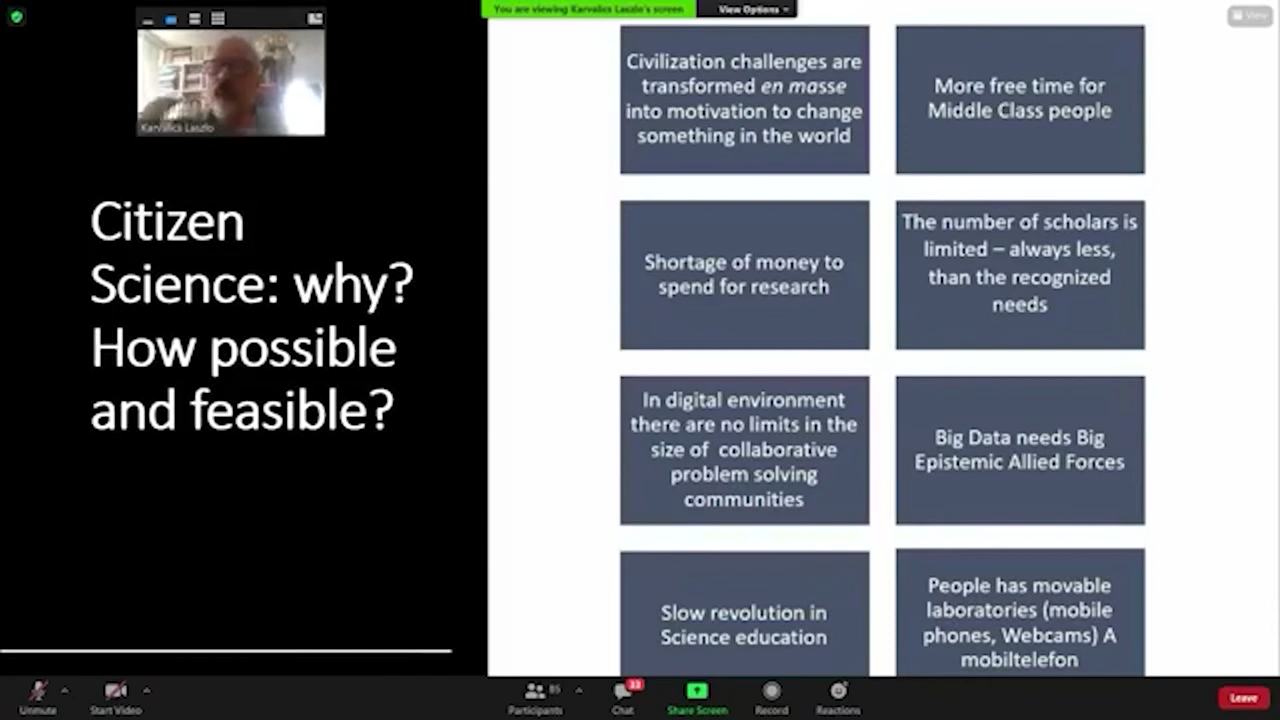 You are viewing Karvalics Laszlo's screen
View Options
View
Karvalics Laszlo
Citizen
Science: why?
How possible
and feasible?
Civilization challenges are
transformed en masse
into motivation to change
something in the world
More free time for
Middle Class people
Shortage of money to
spend for research
The number of scholars is
limited – always less,
than the recognized
needs
In digital environment
there are no limits in the
size of collaborative
problem solving
communities
Big Data needs Big
Epistemic Allied Forces
Slow revolution in
Science education
People has movable
laboratories (mobile
phones, Webcams) A
mobiltelefon
Unmute
Start Video
Participants
85
Chat
33
Share Screen
Record
Reactions
Leave